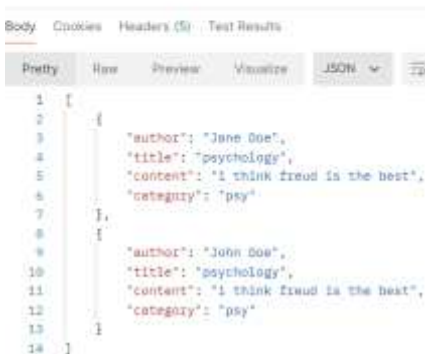 Body Cookies Headers (5) Test Results
Pretty Raw Preview Visualize JSON
1 [
2 {
3 "author": "Jane Doe",
4 "title": "psychology",
5 "content": "i think freud is the best",
6 "category": "psy"
7 },
8 {
9 "author": "John Doe",
10 "title": "psychology",
11 "content": "i think freud is the best",
12 "category": "psy"
13 }
14 ]